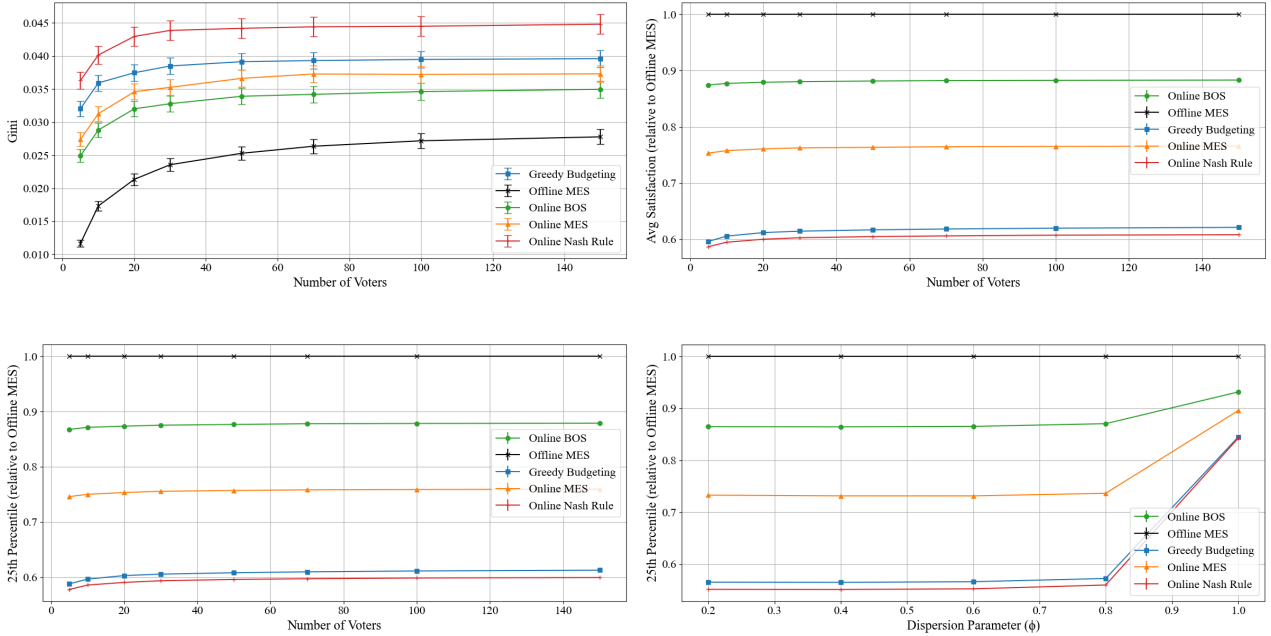 Gini
0.045
0.040
0.035
0.030
0.025
0.020
0.015
0.010
0 20 40 60 80 100 120 140
Number of Voters
Greedy Budgeting
Offline MES
Online BOS
Online MES
Online Nash Rule
Avg Satisfaction (relative to Offline MES)
1.0
0.9
0.8
0.7
0.6
0 20 40 60 80 100 120 140
Number of Voters
Online BOS
Offline MES
Greedy Budgeting
Online MES
Online Nash Rule
25th Percentile (relative to Offline MES)
1.0
0.9
0.8
0.7
0.6
0 20 40 60 80 100 120 140
Number of Voters
Online BOS
Offline MES
Greedy Budgeting
Online MES
Online Nash Rule
25th Percentile (relative to Offline MES)
1.0
0.9
0.8
0.7
0.6
0.2 0.3 0.4 0.5 0.6 0.7 0.8 0.9 1.0
Dispersion Parameter (ϕ)
Online BOS
Offline MES
Greedy Budgeting
Online MES
Online Nash Rule